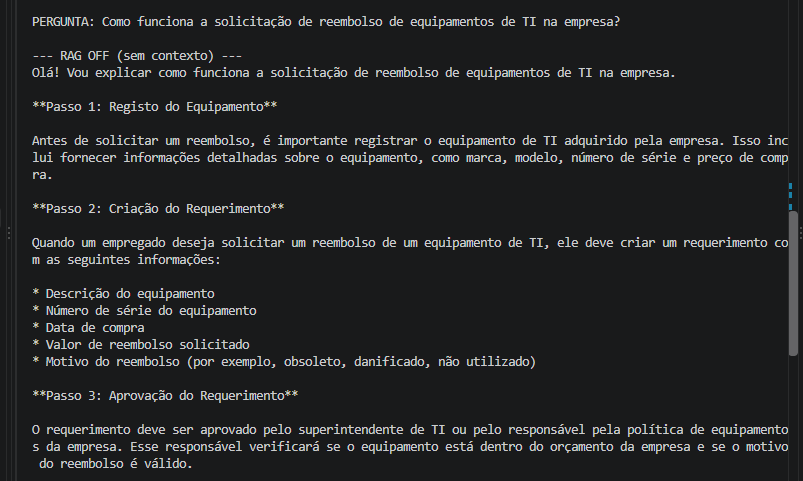 PERGUNTA: Como funciona a solicitação de reembolso de equipamentos de TI na empresa?
--- RAG OFF (sem contexto) ---
Olá! Vou explicar como funciona a solicitação de reembolso de equipamentos de TI na empresa.
**Passo 1: Registo do Equipamento**
Antes de solicitar um reembolso, é importante registrar o equipamento de TI adquirido pela empresa. Isso inc
lui fornecer informações detalhadas sobre o equipamento, como marca, modelo, número de série e preço de comp
ra.
**Passo 2: Criação do Requerimento**
Quando um empregado deseja solicitar um reembolso de um equipamento de TI, ele deve criar um requerimento co
m as seguintes informações:
* Descrição do equipamento
* Número de série do equipamento
* Data de compra
* Valor de reembolso solicitado
* Motivo do reembolso (por exemplo, obsoleto, danificado, não utilizado)
**Passo 3: Aprovação do Requerimento**
O requerimento deve ser aprovado pelo superintendente de TI ou pelo responsável pela política de equipamento
s da empresa. Esse responsável verificará se o equipamento está dentro do orçamento da empresa e se o motivo
do reembolso é válido.